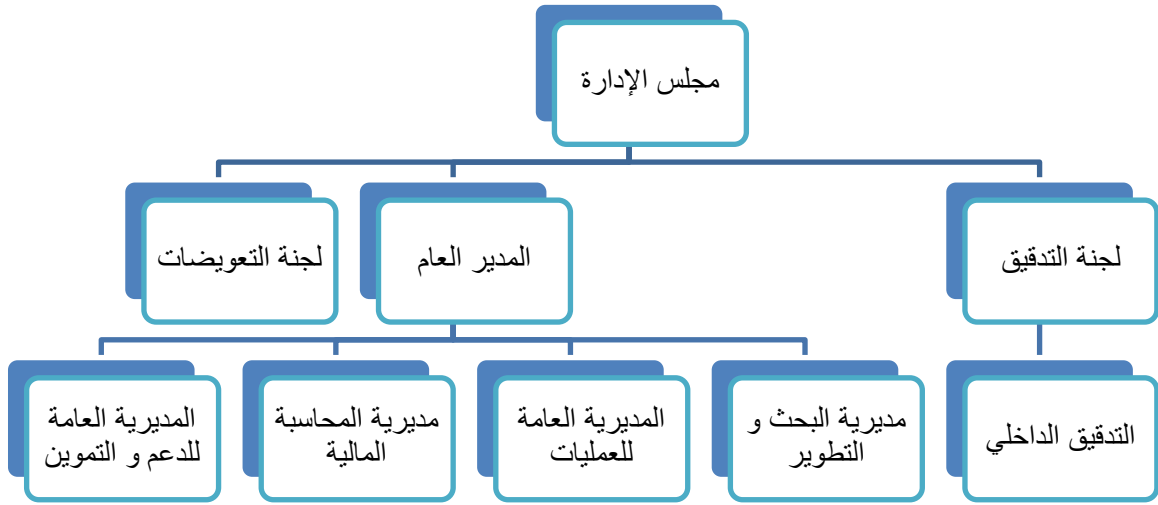 مجلس الإدارة
لجنة التدقيق
المدير العام
لجنة التعويضات
التدقيق الداخلي
مديرية البحث و
التطوير
المديرية العامة
للعمليات
مديرية المحاسبة
المالية
المديرية العامة
للدعم و التموين